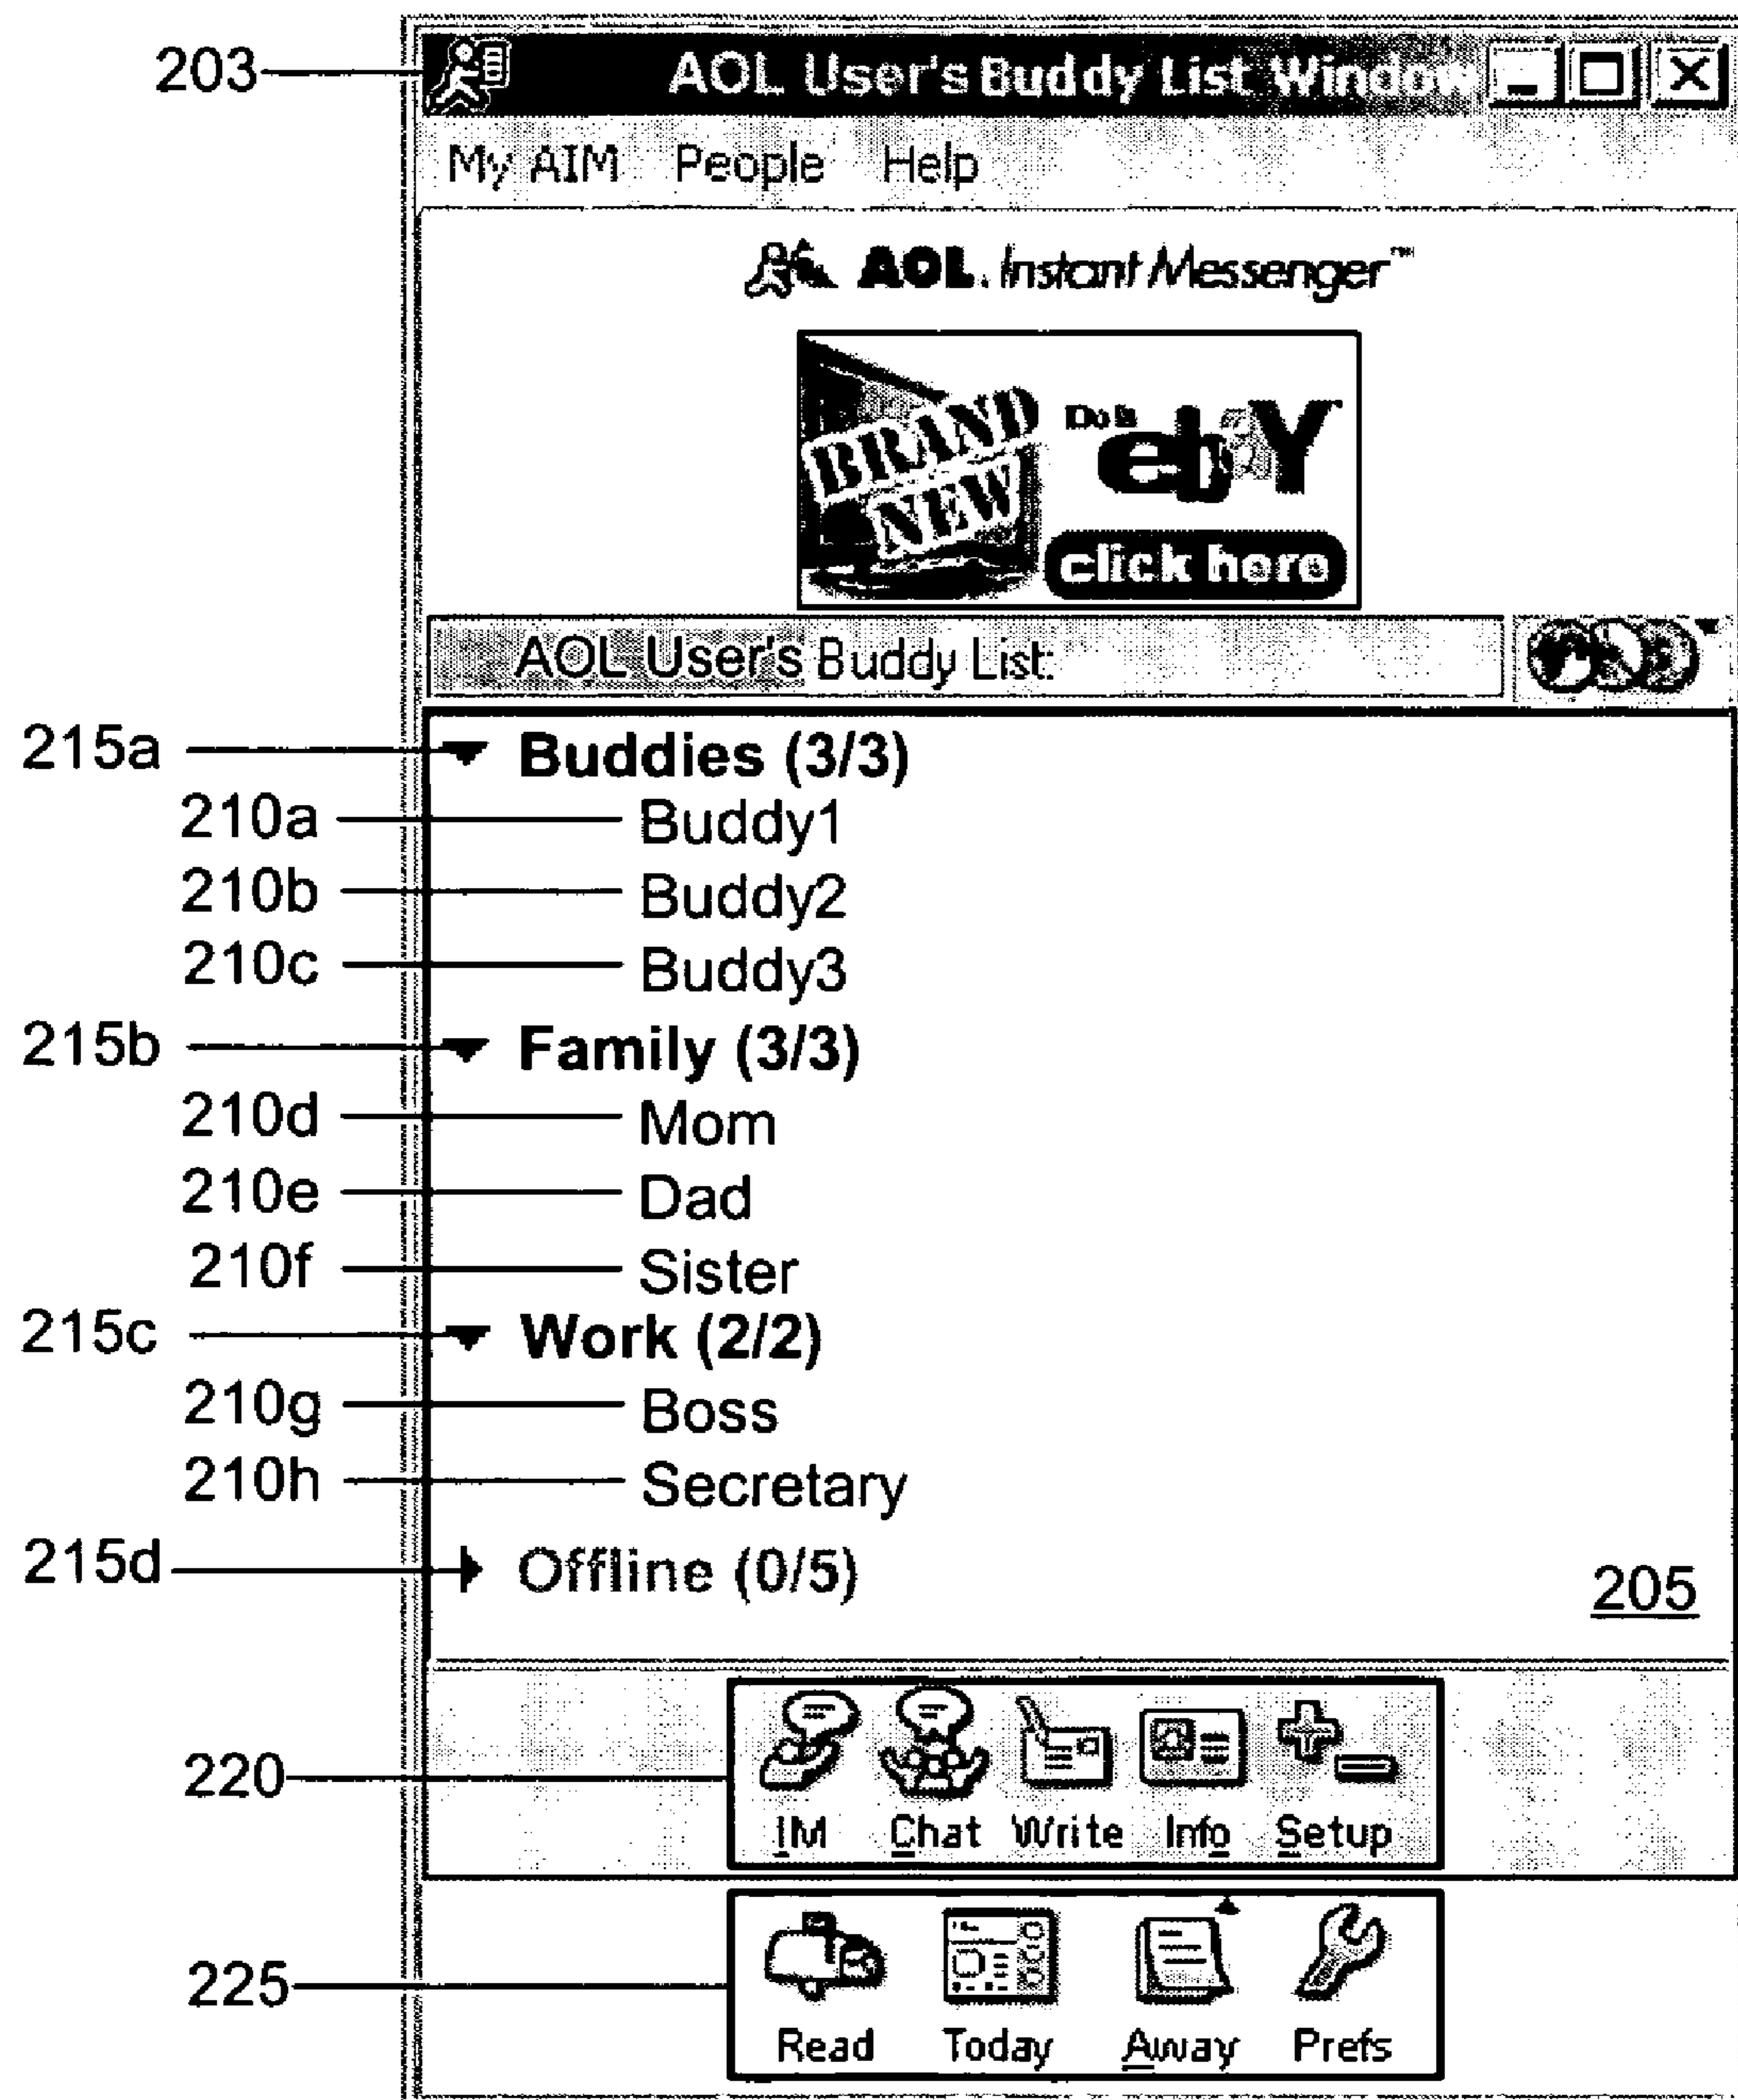 203 AOL User's Buddy List Window
My AIM People Help
AOL Instant Messenger™
BRAND NEW
Do it
ebY
click here
AOL User's Buddy List:
215a Buddies (3/3)
210a Buddy1
210b Buddy2
210c Buddy3
215b Family (3/3)
210d Mom
210e Dad
210f Sister
215c Work (2/2)
210g Boss
210h Secretary
215d Offline (0/5)
205
220 IM Chat Write Info Setup
225 Read Today Away Prefs